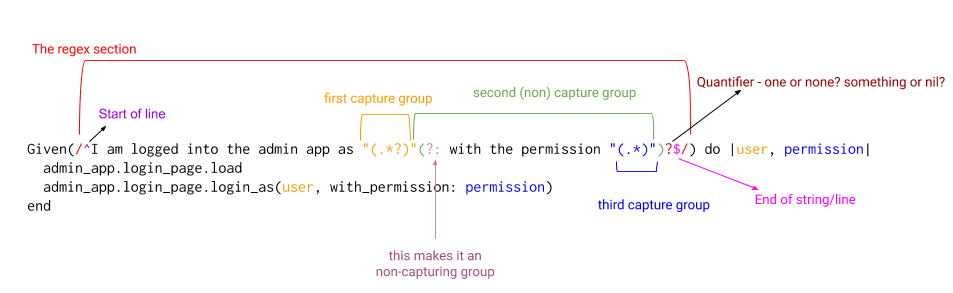 The regex section
Quantifier - one or none? something or nil?
first capture group
second (non) capture group
Start of line
Given(/^I am logged into the admin app as "(.*?)"(?: with the permission "(.*)")?$/) do |user, permission|
admin_app.login_page.load
admin_app.login_page.login_as(user, with_permission: permission)
end
third capture group
End of string/line
this makes it an
non-capturing group